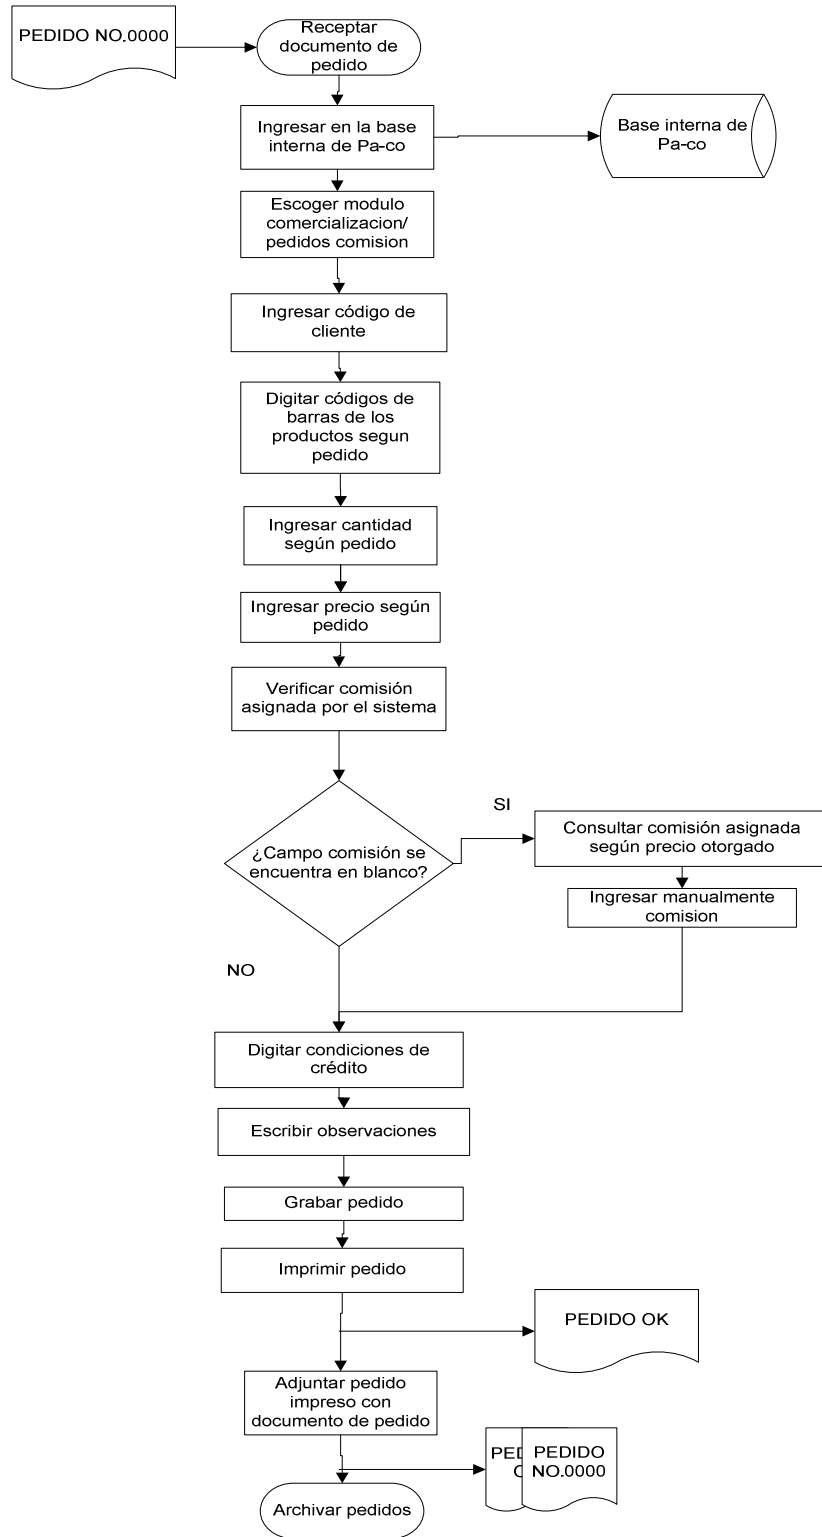 PEDIDO NO.0000
Receptar
documento de
pedido
Ingresar en la base
interna de Pa-co
Base interna de
Pa-co
Escoger modulo
comercializacion/
pedidos comision
Ingresar código de
cliente
Digitar códigos de
barras de los
productos segun
pedido
Ingresar cantidad
según pedido
Ingresar precio según
pedido
Verificar comisión
asignada por el sistema
¿Campo comisión se
encuentra en blanco?
SI
Consultar comisión asignada
según precio otorgado
Ingresar manualmente
comision
NO
Digitar condiciones de
crédito
Escribir observaciones
Grabar pedido
Imprimir pedido
PEDIDO OK
Adjuntar pedido
impreso con
documento de pedido
PEDIDO
NO.0000
Archivar pedidos